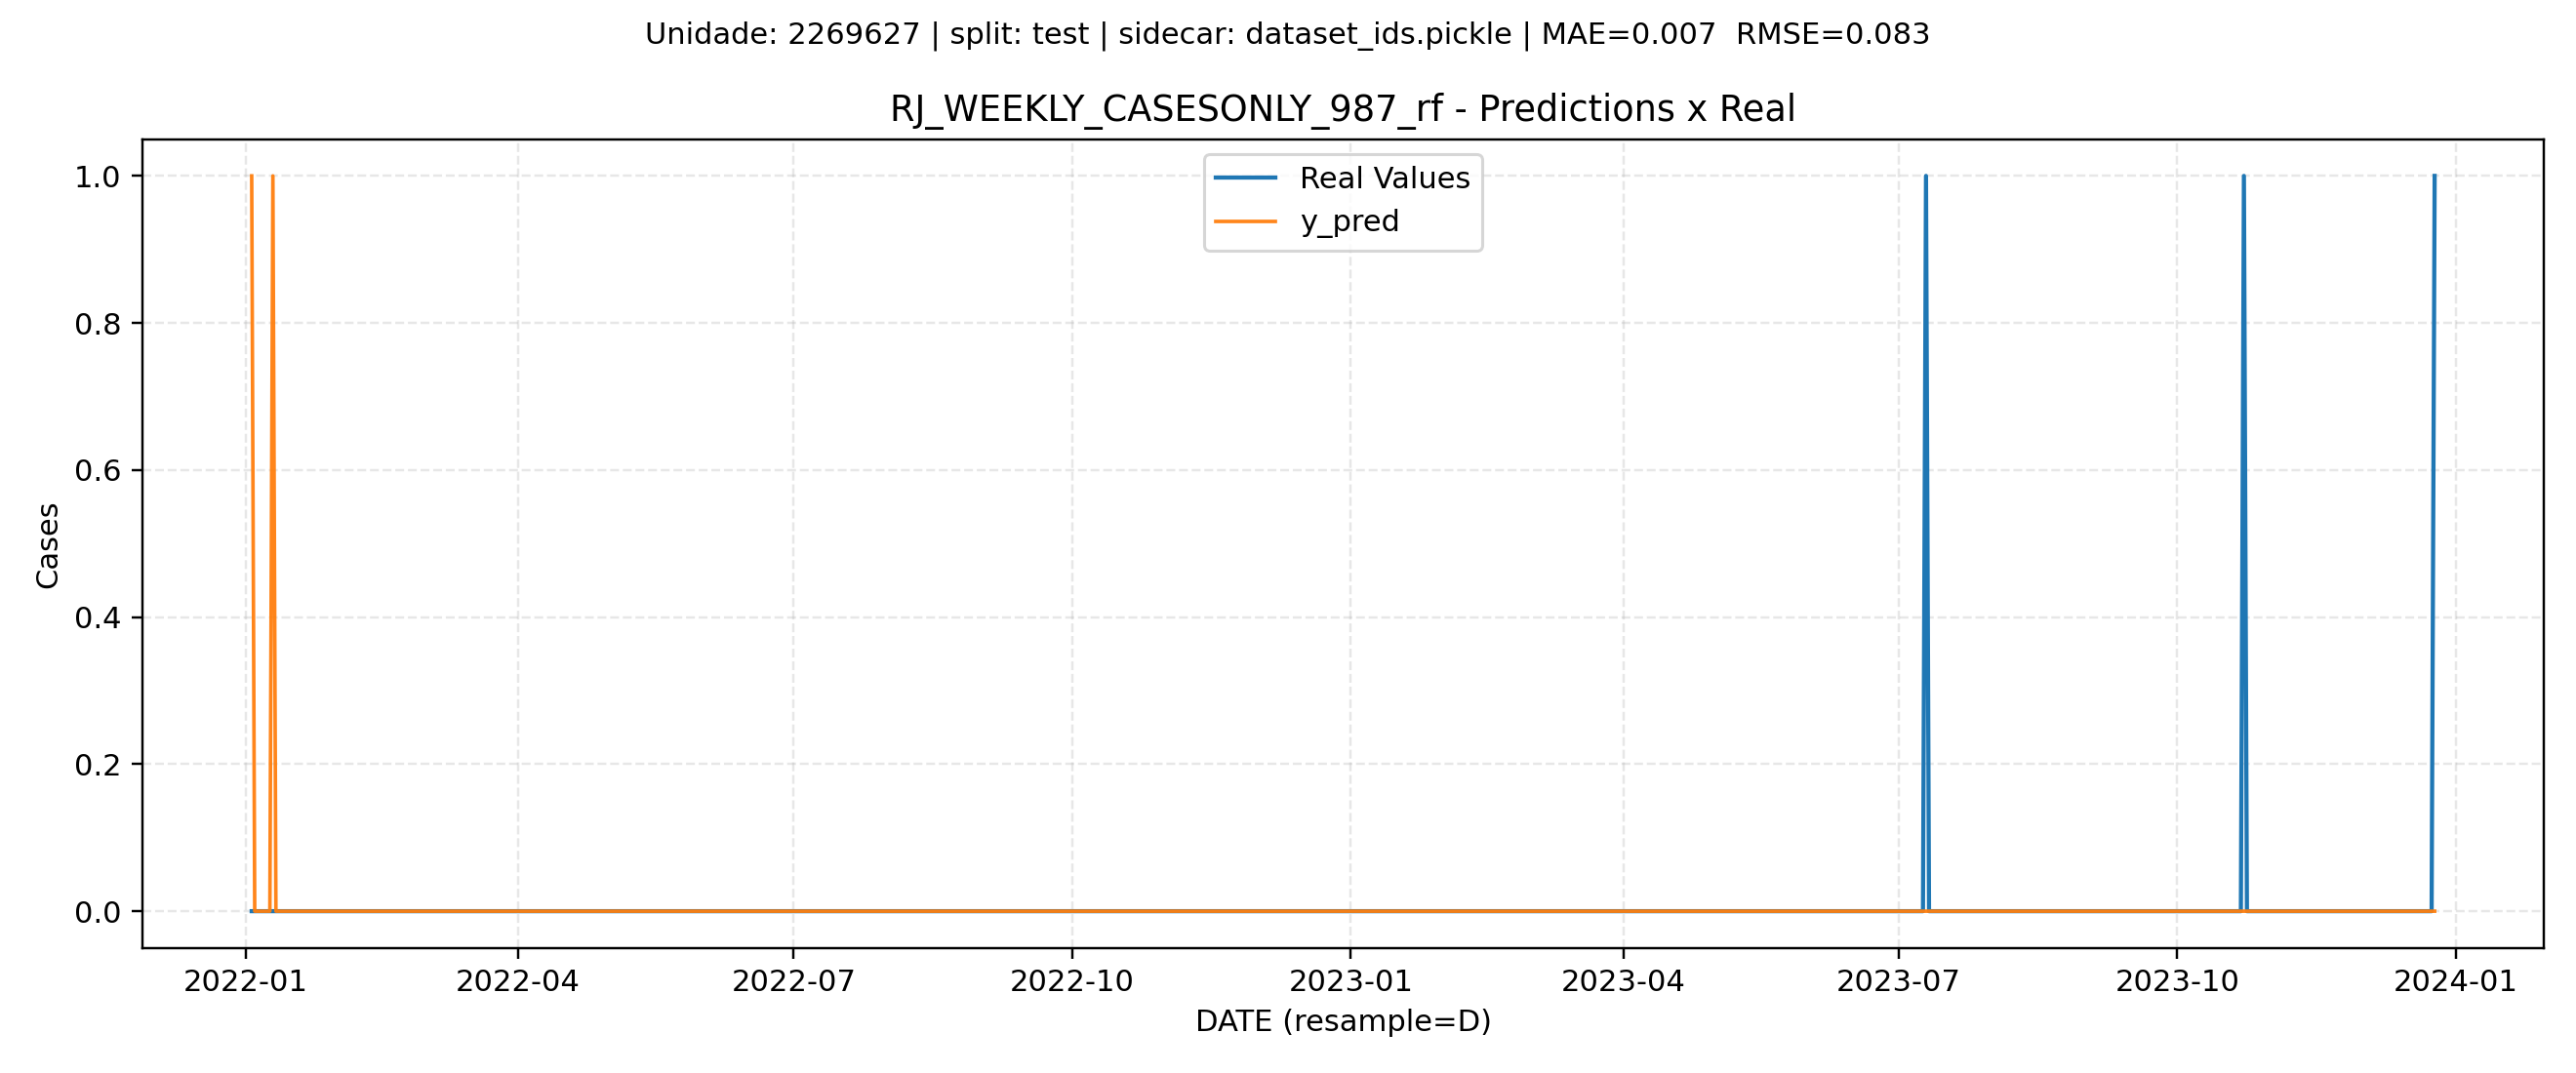 Unidade: 2269627 | split: test | sidecar: dataset_ids.pickle | MAE=0.007  RMSE=0.083
RJ_WEEKLY_CASESONLY_987_rf - Predictions x Real
Real Values
y_pred
1.0
0.8
0.6
0.4
0.2
0.0
Cases
2022-01
2022-04
2022-07
2022-10
2023-01
2023-04
2023-07
2023-10
2024-01
DATE (resample=D)